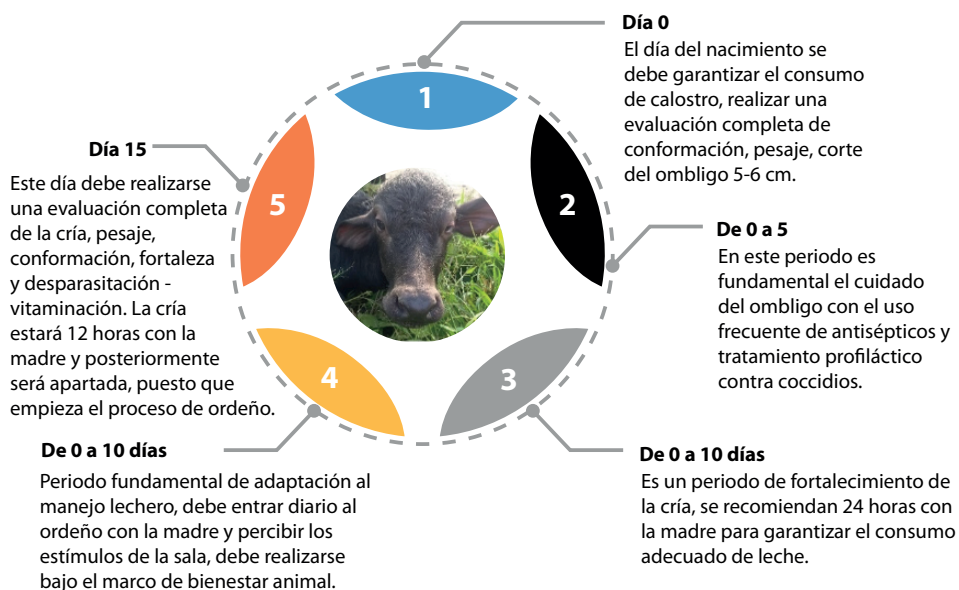 1
Día 0
El día del nacimiento se
debe garantizar el consumo
de calostro, realizar una
evaluación completa de
conformación, pesaje, corte
del ombligo 5-6 cm.
2
De 0 a 5
En este periodo es
fundamental el cuidado
del ombligo con el uso
frecuente de antisépticos y
tratamiento profiláctico
contra coccidios.
3
De 0 a 10 días
Es un periodo de fortalecimiento de
la cría, se recomiendan 24 horas con
la madre para garantizar el consumo
adecuado de leche.
4
De 0 a 10 días
Periodo fundamental de adaptación al
manejo lechero, debe entrar diario al
ordeño con la madre y percibir los
estímulos de la sala, debe realizarse
bajo el marco de bienestar animal.
5
Día 15
Este día debe realizarse
una evaluación completa
de la cría, pesaje,
conformación, fortaleza
y desparasitación -
vitaminación. La cría
estará 12 horas con la
madre y posteriormente
será apartada, puesto que
empieza el proceso de ordeño.